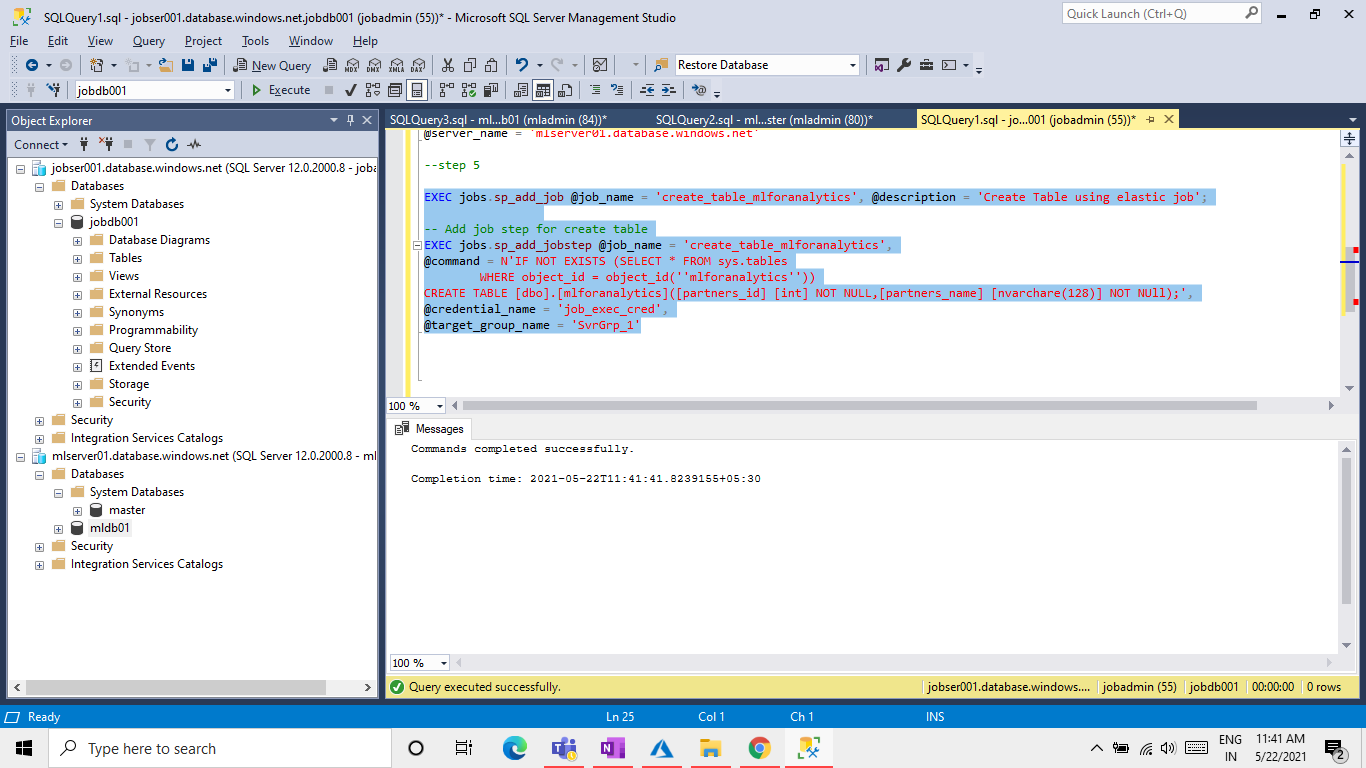 SQLQuery1.sql - jobser001.database.windows.net.jobdb001 (jobadmin (55))* - Microsoft SQL Server Management Studio
Quick Launch (Ctrl+Q)
File Edit View Query Project Tools Window Help
New Query MDX DMX XMLA DAX Restore Database
jobdb001 Execute
Object Explorer
Connect
jobser001.database.windows.net (SQL Server 12.0.2000.8 - joba
Databases
System Databases
jobdb001
Database Diagrams
Tables
Views
External Resources
Synonyms
Programmability
Query Store
Extended Events
Storage
Security
Security
Integration Services Catalogs
mlserver01.database.windows.net (SQL Server 12.0.2000.8 - ml
Databases
System Databases
master
mldb01
Security
Integration Services Catalogs
SQLQuery3.sql - ml...b01 (mladmin (84))* SQLQuery2.sql - ml...ster (mladmin (80))* SQLQuery1.sql - jo...001 (jobadmin (55))*
@server_name = 'mlserver01.database.windows.net'
--step 5
EXEC jobs.sp_add_job @job_name = 'create_table_mlforanalytics', @description = 'Create Table using elastic job';
-- Add job step for create table
EXEC jobs.sp_add_jobstep @job_name = 'create_table_mlforanalytics',
@command = N'IF NOT EXISTS (SELECT * FROM sys.tables
WHERE object_id = object_id(''mlforanalytics''))
CREATE TABLE [dbo].[mlforanalytics]([partners_id] [int] NOT NULL,[partners_name] [nvarchar(128)] NOT NUll);',
@credential_name = 'job_exec_cred',
@target_group_name = 'SvrGrp_1'
100 %
Messages
Commands completed successfully.
Completion time: 2021-05-22T11:41:41.8239155+05:30
100 %
Query executed successfully. jobser001.database.windows.... jobadmin (55) jobdb001 00:00:00 0 rows
Ready Ln 25 Col 1 Ch 1 INS
Type here to search
ENG
IN
11:41 AM
5/22/2021
2